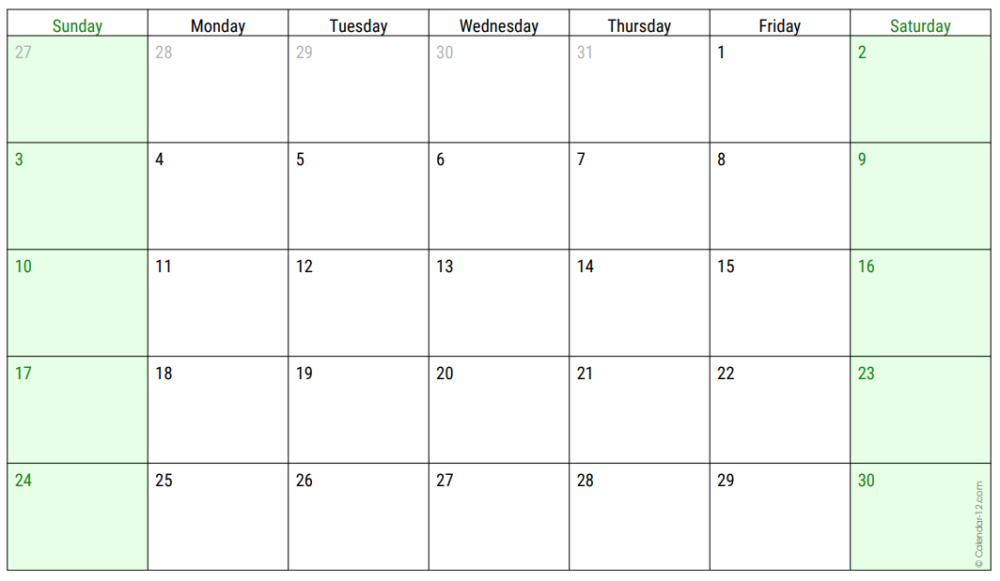 Sunday Monday Tuesday Wednesday Thursday Friday Saturday
27 28 29 30 31 1 2
3 4 5 6 7 8 9
10 11 12 13 14 15 16
17 18 19 20 21 22 23
24 25 26 27 28 29 30
© Calendar-12.com